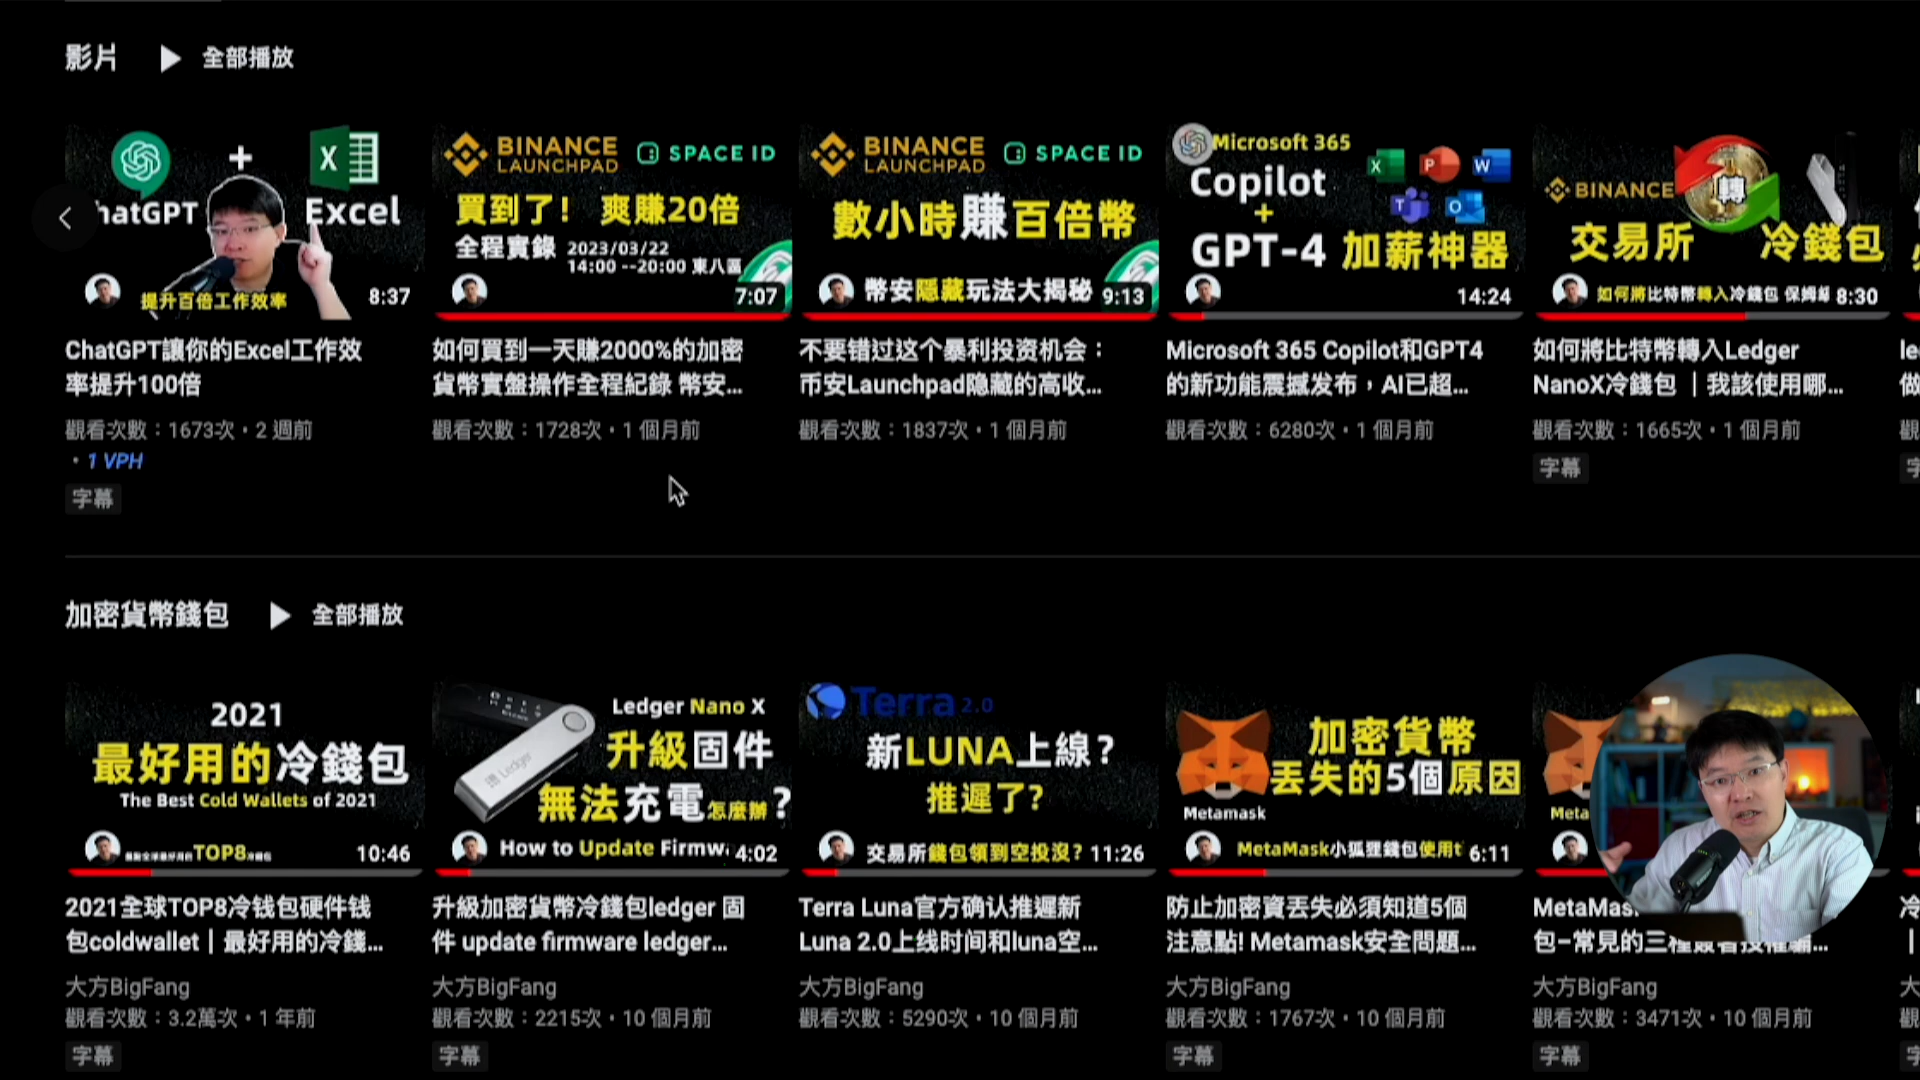 影片 全部播放
ChatGPT + Excel
提升百倍工作效率
8:37
BINANCE LAUNCHPAD SPACE ID
買到了! 爽賺20倍
全程實錄 2023/03/22
14:00 --20:00 東八區
7:07
BINANCE LAUNCHPAD SPACE ID
數小時賺百倍幣
幣安隱藏玩法大揭秘 9:13
Microsoft 365
Copilot
+
GPT-4 加薪神器
14:24
BINANCE 轉
交易所 冷錢包
如何將比特幣轉入冷錢包 8:30
ChatGPT讓你的Excel工作效
率提升100倍
觀看次數：1673次・2 週前
・1 VPH
字幕
如何買到一天賺2000%的加密
貨幣實盤操作全程紀錄 幣安...
觀看次數：1728次・1 個月前
不要错过这个暴利投资机会：
币安Launchpad隐藏的高收...
觀看次數：1837次・1 個月前
Microsoft 365 Copilot和GPT4
的新功能震撼发布，AI已超...
觀看次數：6280次・1 個月前
如何將比特幣轉入Ledger
NanoX冷錢包 ｜我該使用哪...
觀看次數：1665次・1 個月前
字幕
加密貨幣錢包 全部播放
2021
最好用的冷錢包
The Best Cold Wallets of 2021
TOP8
10:46
Ledger Nano X
升級固件
無法充電怎麼辦?
How to Update Firmw 4:02
Terra 2.0
新LUNA上線?
推遲了?
交易所錢包領到空投沒? 11:26
加密貨幣
丟失的5個原因
Metamask
MetaMask小狐狸錢包使用 6:11
Meta
2021全球TOP8冷钱包硬件钱
包coldwallet｜最好用的冷錢...
大方BigFang
觀看次數：3.2萬次・1 年前
字幕
升級加密貨幣冷錢包ledger 固
件 update firmware ledger...
大方BigFang
觀看次數：2215次・10 個月前
字幕
Terra Luna官方确认推遲新
Luna 2.0上线时间和luna空...
大方BigFang
觀看次數：5290次・10 個月前
防止加密資丟失必須知道5個
注意點! Metamask安全問題...
大方BigFang
觀看次數：1767次・10 個月前
字幕
MetaMas
包–常見的三種
大方BigFang
觀看次數：3471次・10 個月前
字幕